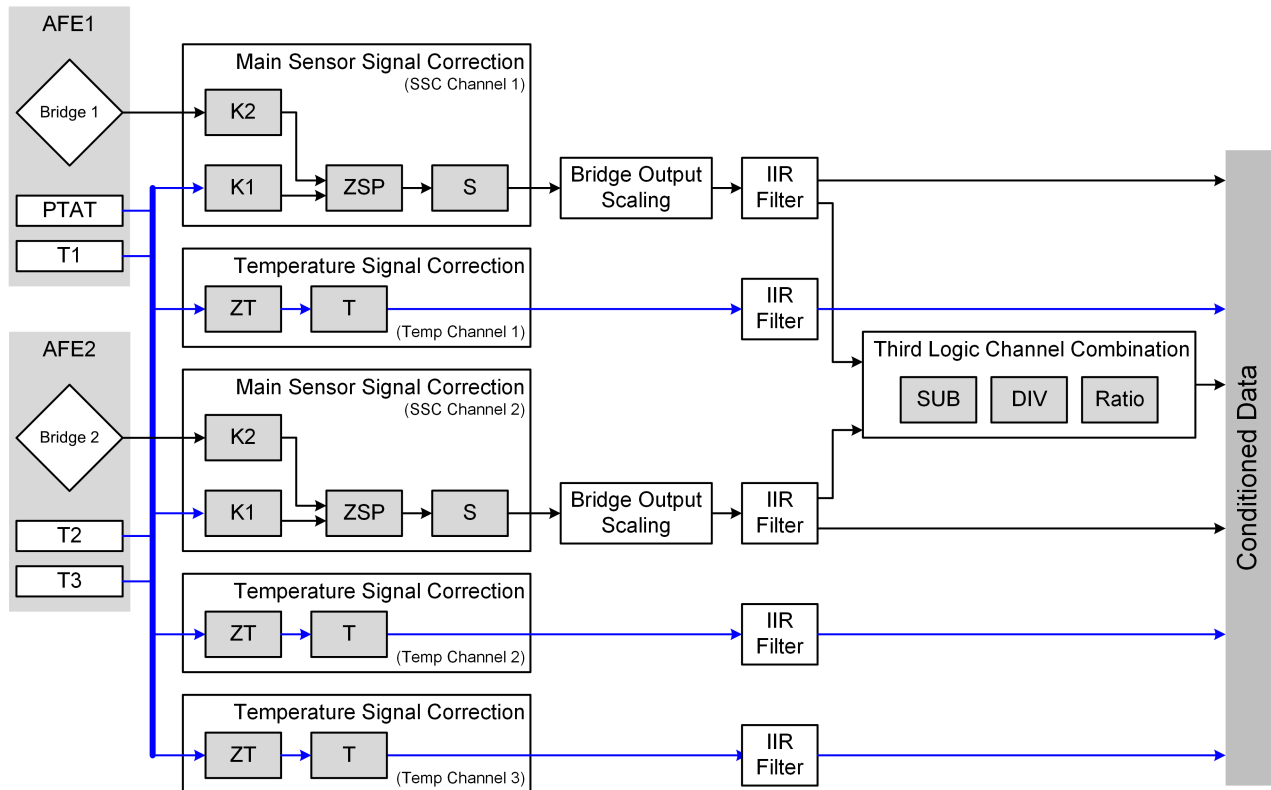 AFE1
Bridge 1
PTAT
T1
Main Sensor Signal Correction
(SSC Channel 1)
K2
K1
ZSP
S
Bridge Output
Scaling
IIR
Filter
Temperature Signal Correction
ZT
T
(Temp Channel 1)
IIR
Filter
AFE2
Bridge 2
T2
T3
Main Sensor Signal Correction
(SSC Channel 2)
K2
K1
ZSP
S
Bridge Output
Scaling
IIR
Filter
Third Logic Channel Combination
SUB
DIV
Ratio
Temperature Signal Correction
ZT
T
(Temp Channel 2)
IIR
Filter
Temperature Signal Correction
ZT
T
(Temp Channel 3)
IIR
Filter
Conditioned Data